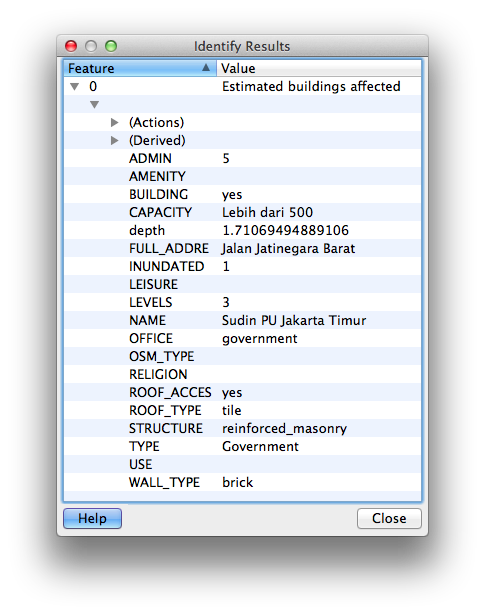 Identify Results
Feature Value
0 Estimated buildings affected
(Actions)
(Derived)
ADMIN 5
AMENITY
BUILDING yes
CAPACITY Lebih dari 500
depth 1.71069494889106
FULL_ADDRE Jalan Jatinegara Barat
INUNDATED 1
LEISURE
LEVELS 3
NAME Sudin PU Jakarta Timur
OFFICE government
OSM_TYPE
RELIGION
ROOF_ACCES yes
ROOF_TYPE tile
STRUCTURE reinforced_masonry
TYPE Government
USE
WALL_TYPE brick
Help Close